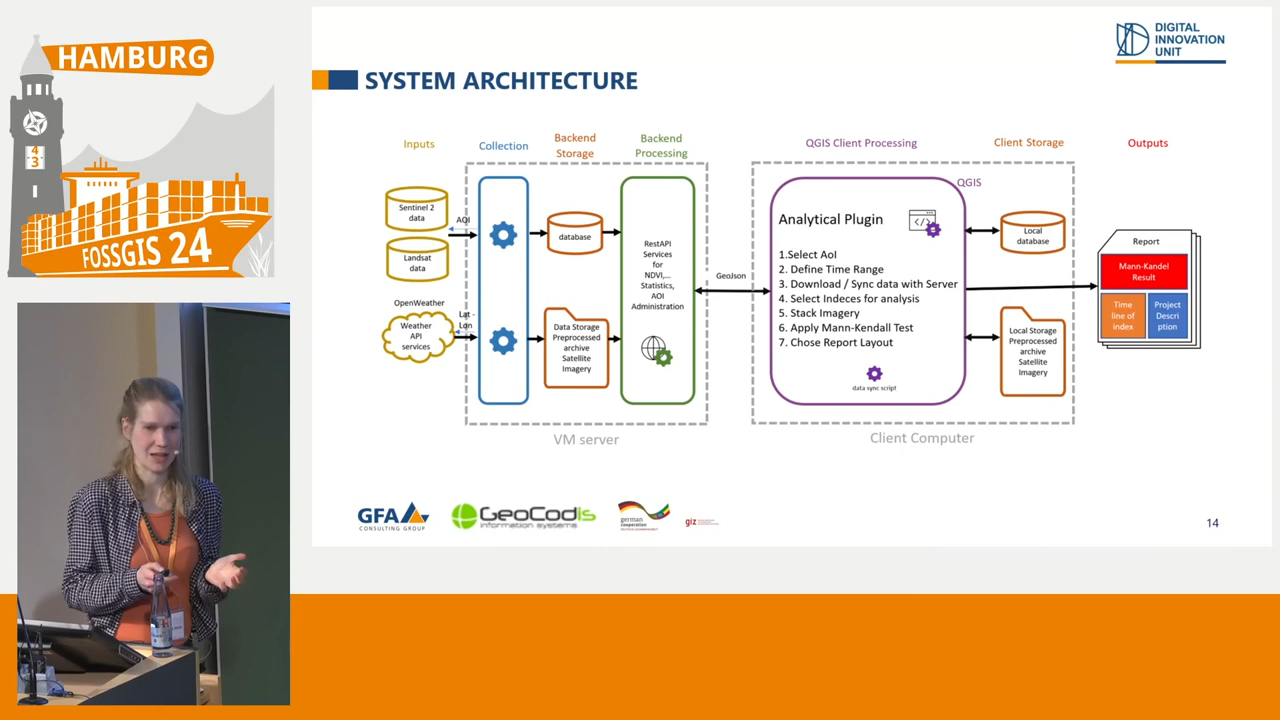 HAMBURG
4
3
FOSSGIS 24
DIGITAL
INNOVATION
UNIT
SYSTEM ARCHITECTURE
Inputs
Collection
Backend
Storage
Backend
Processing
QGIS Client Processing
Client Storage
Outputs
Sentinel 2
data
Landsat
data
AOI
OpenWeather
Weather
API
services
Lat -
Lon
database
Data Storage
Preprocessed
archive
Satellite
Imagery
RestAPI
Services
for
NDVI,...
Statistics,
AOI
Administration
GeoJson
QGIS
Analytical Plugin
1.Select AoI
2. Define Time Range
3. Download / Sync data with Server
4. Select Indeces for analysis
5. Stack Imagery
6. Apply Mann-Kendall Test
7. Chose Report Layout
data sync script
Local
database
Local Storage
Preprocessed
archive
Satellite
Imagery
Report
Mann-Kandel
Result
Time
line of
index
Project
Descri
ption
VM server
Client Computer
GFA
CONSULTING GROUP
GeoCodis
information systems
german
cooperation
giz
14